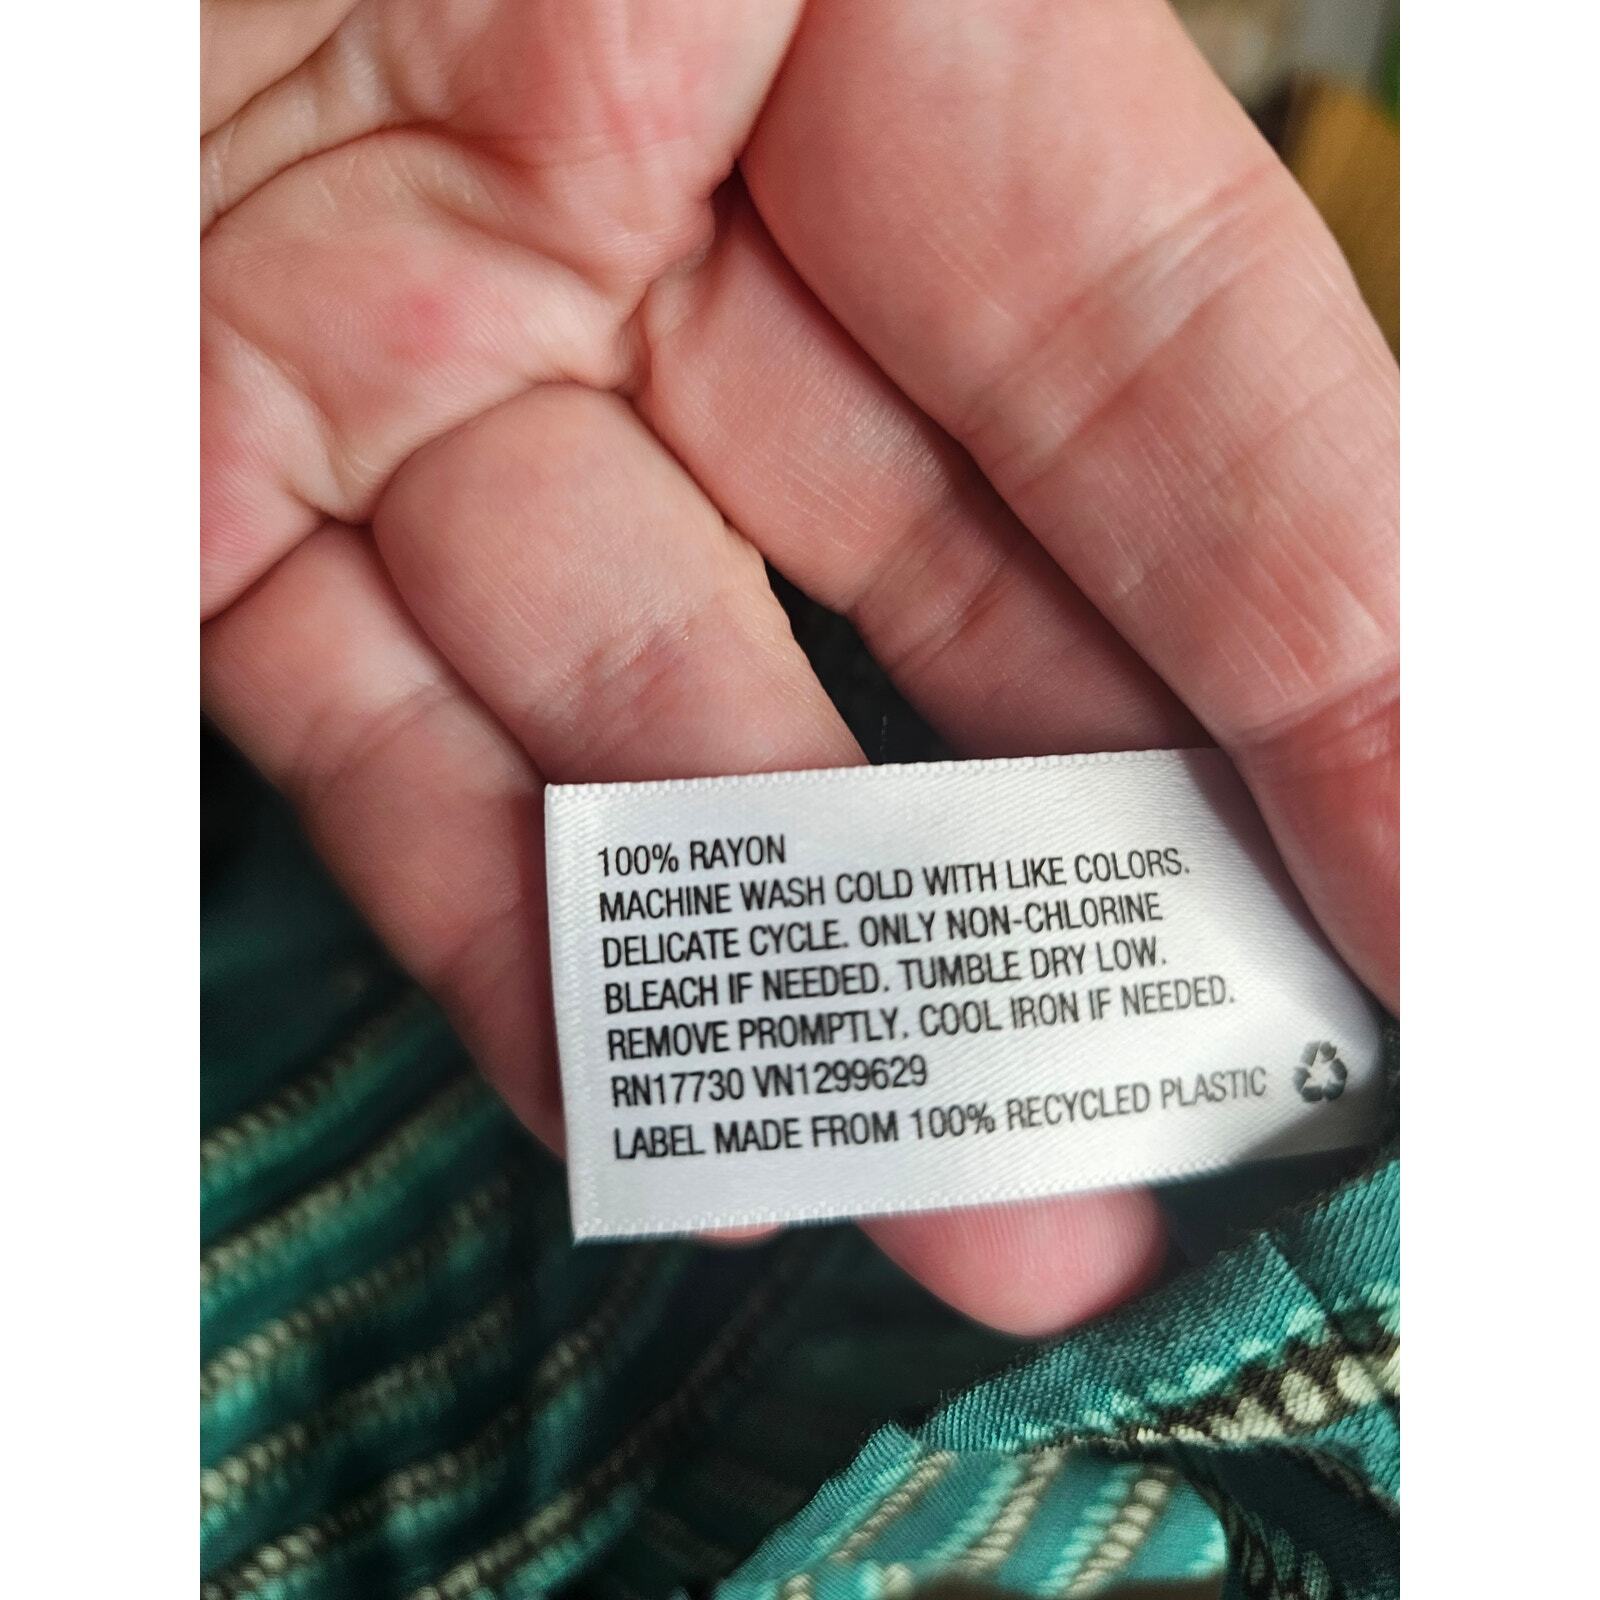 100% RAYON
MACHINE WASH COLD WITH LIKE COLORS.
DELICATE CYCLE. ONLY NON-CHLORINE
BLEACH IF NEEDED. TUMBLE DRY LOW.
REMOVE PROMPTLY. COOL IRON IF NEEDED.
RN17730 VN1299629
LABEL MADE FROM 100% RECYCLED PLASTIC